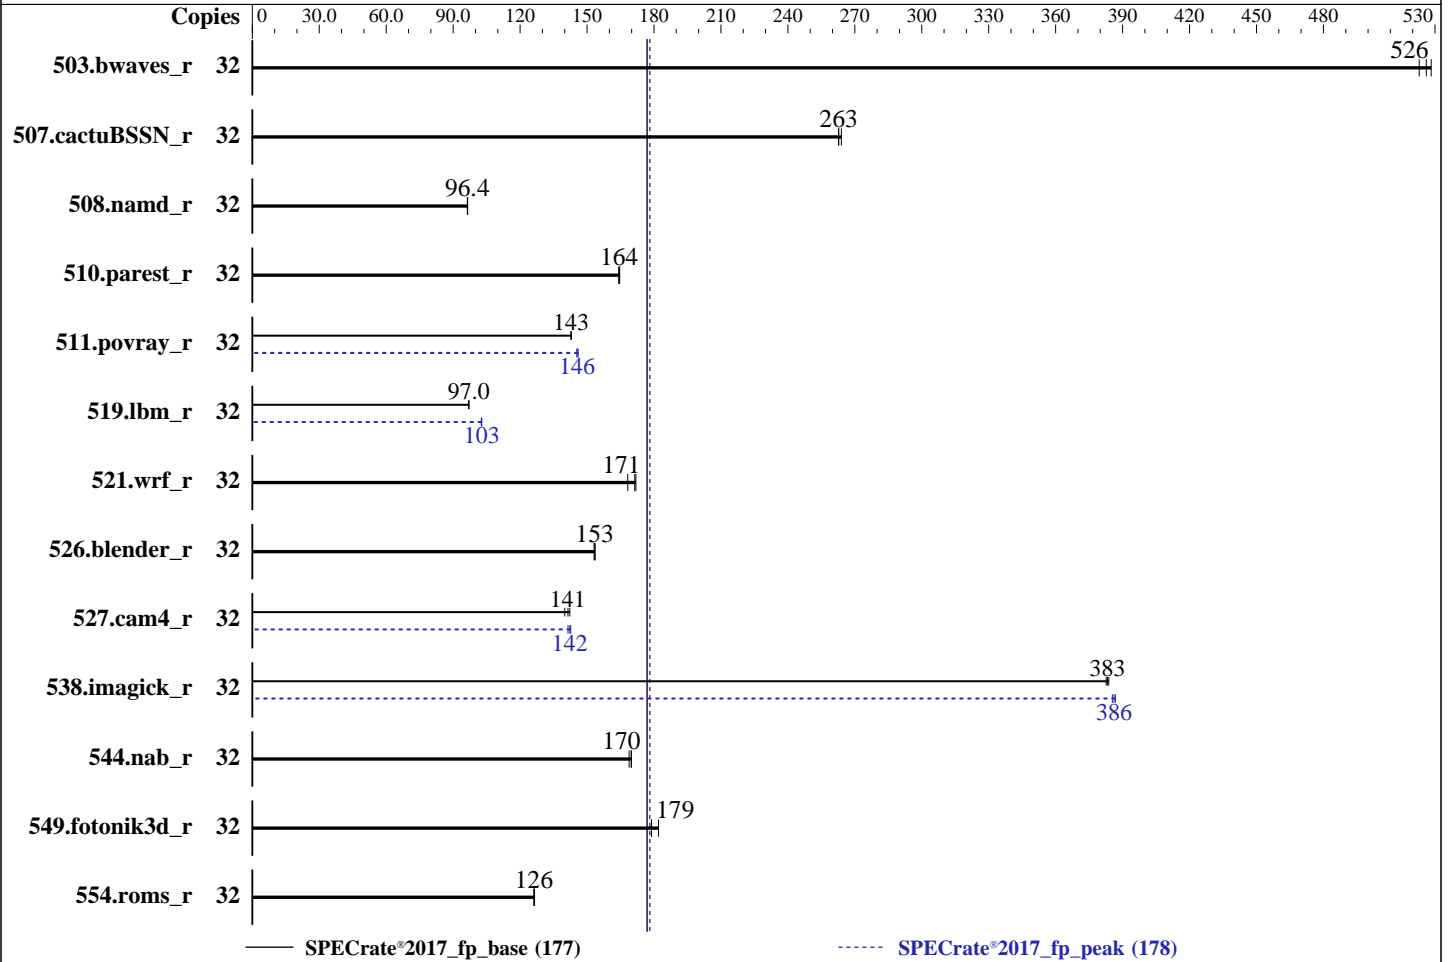 Copies 0 30.0 60.0 90.0 120 150 180 210 240 270 300 330 360 390 420 450 480 530
503.bwaves_r 32 526
507.cactuBSSN_r 32 263
508.namd_r 32 96.4
510.parest_r 32 164
511.povray_r 32 143
146
519.lbm_r 32 97.0
103
521.wrf_r 32 171
526.blender_r 32 153
527.cam4_r 32 141
142
538.imagick_r 32 383
386
544.nab_r 32 170
549.fotonik3d_r 32 179
554.roms_r 32 126
SPECrate®2017_fp_base (177) SPECrate®2017_fp_peak (178)